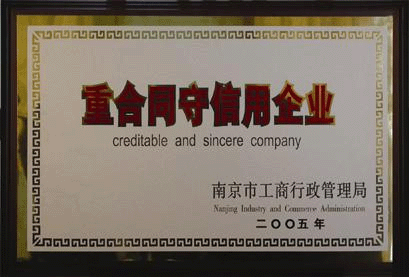 重合同守信用企业
creditable and sincere company
南京市工商行政管理局
Nanjing Industry and Commerce Administration
二〇〇五年